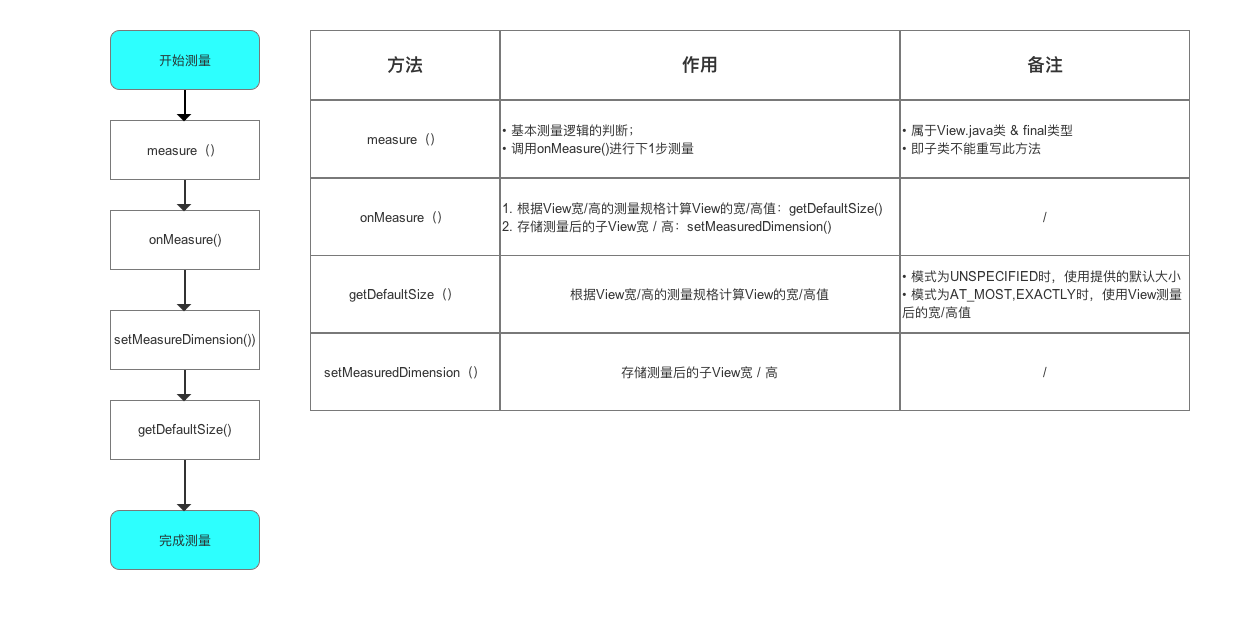 开始测量
measure（）
onMeasure()
setMeasureDimension())
getDefaultSize()
完成测量
方法
作用
备注
measure（）
• 基本测量逻辑的判断；
• 调用onMeasure()进行下1步测量
• 属于View.java类 & final类型
• 即子类不能重写此方法
onMeasure（）
1. 根据View宽/高的测量规格计算View的宽/高值：getDefaultSize()
2. 存储测量后的子View宽 / 高：setMeasuredDimension()
/
getDefaultSize（）
根据View宽/高的测量规格计算View的宽/高值
• 模式为UNSPECIFIED时，使用提供的默认大小
• 模式为AT_MOST,EXACTLY时，使用View测量
后的宽/高值
setMeasuredDimension（）
存储测量后的子View宽 / 高
/